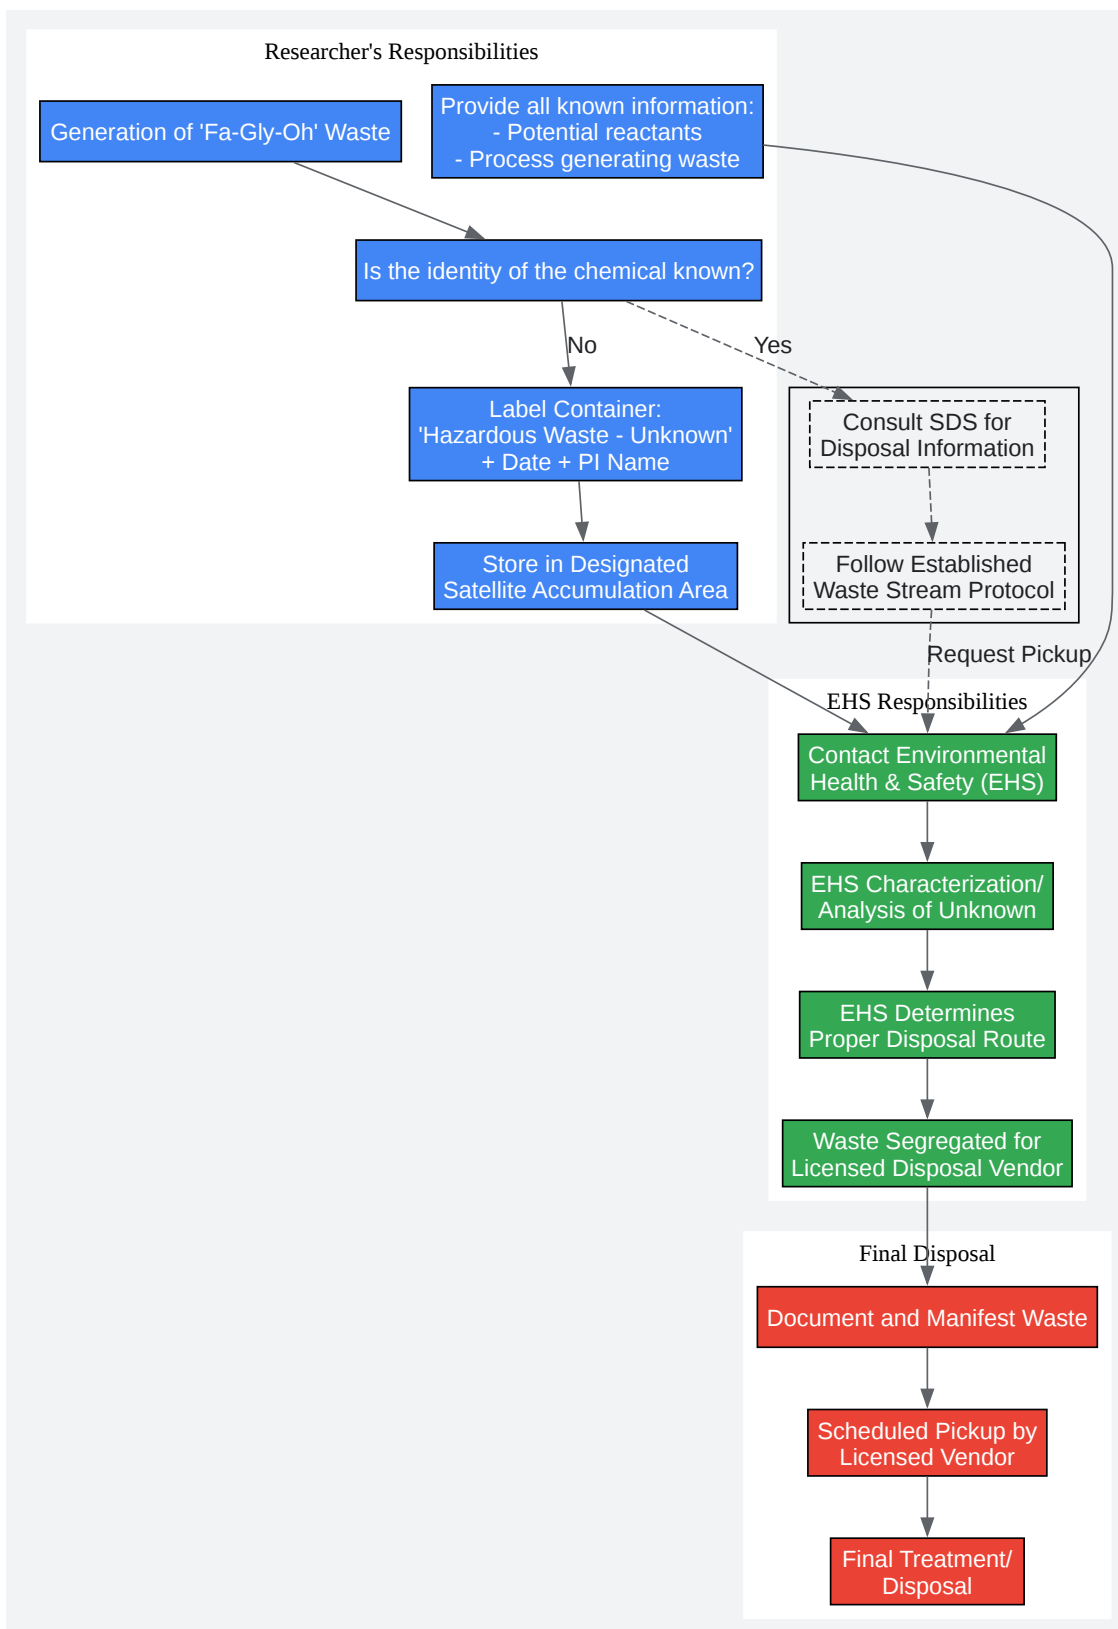 Researcher's Responsibilities
Generation of 'Fa-Gly-Oh' Waste
Provide all known information:
- Potential reactants
- Process generating waste
Is the identity of the chemical known?
No
Yes
Label Container:
'Hazardous Waste - Unknown'
+ Date + PI Name
Consult SDS for
Disposal Information
Store in Designated
Satellite Accumulation Area
Follow Established
Waste Stream Protocol
Request Pickup
EHS Responsibilities
Contact Environmental
Health & Safety (EHS)
EHS Characterization/
Analysis of Unknown
EHS Determines
Proper Disposal Route
Waste Segregated for
Licensed Disposal Vendor
Final Disposal
Document and Manifest Waste
Scheduled Pickup by
Licensed Vendor
Final Treatment/
Disposal